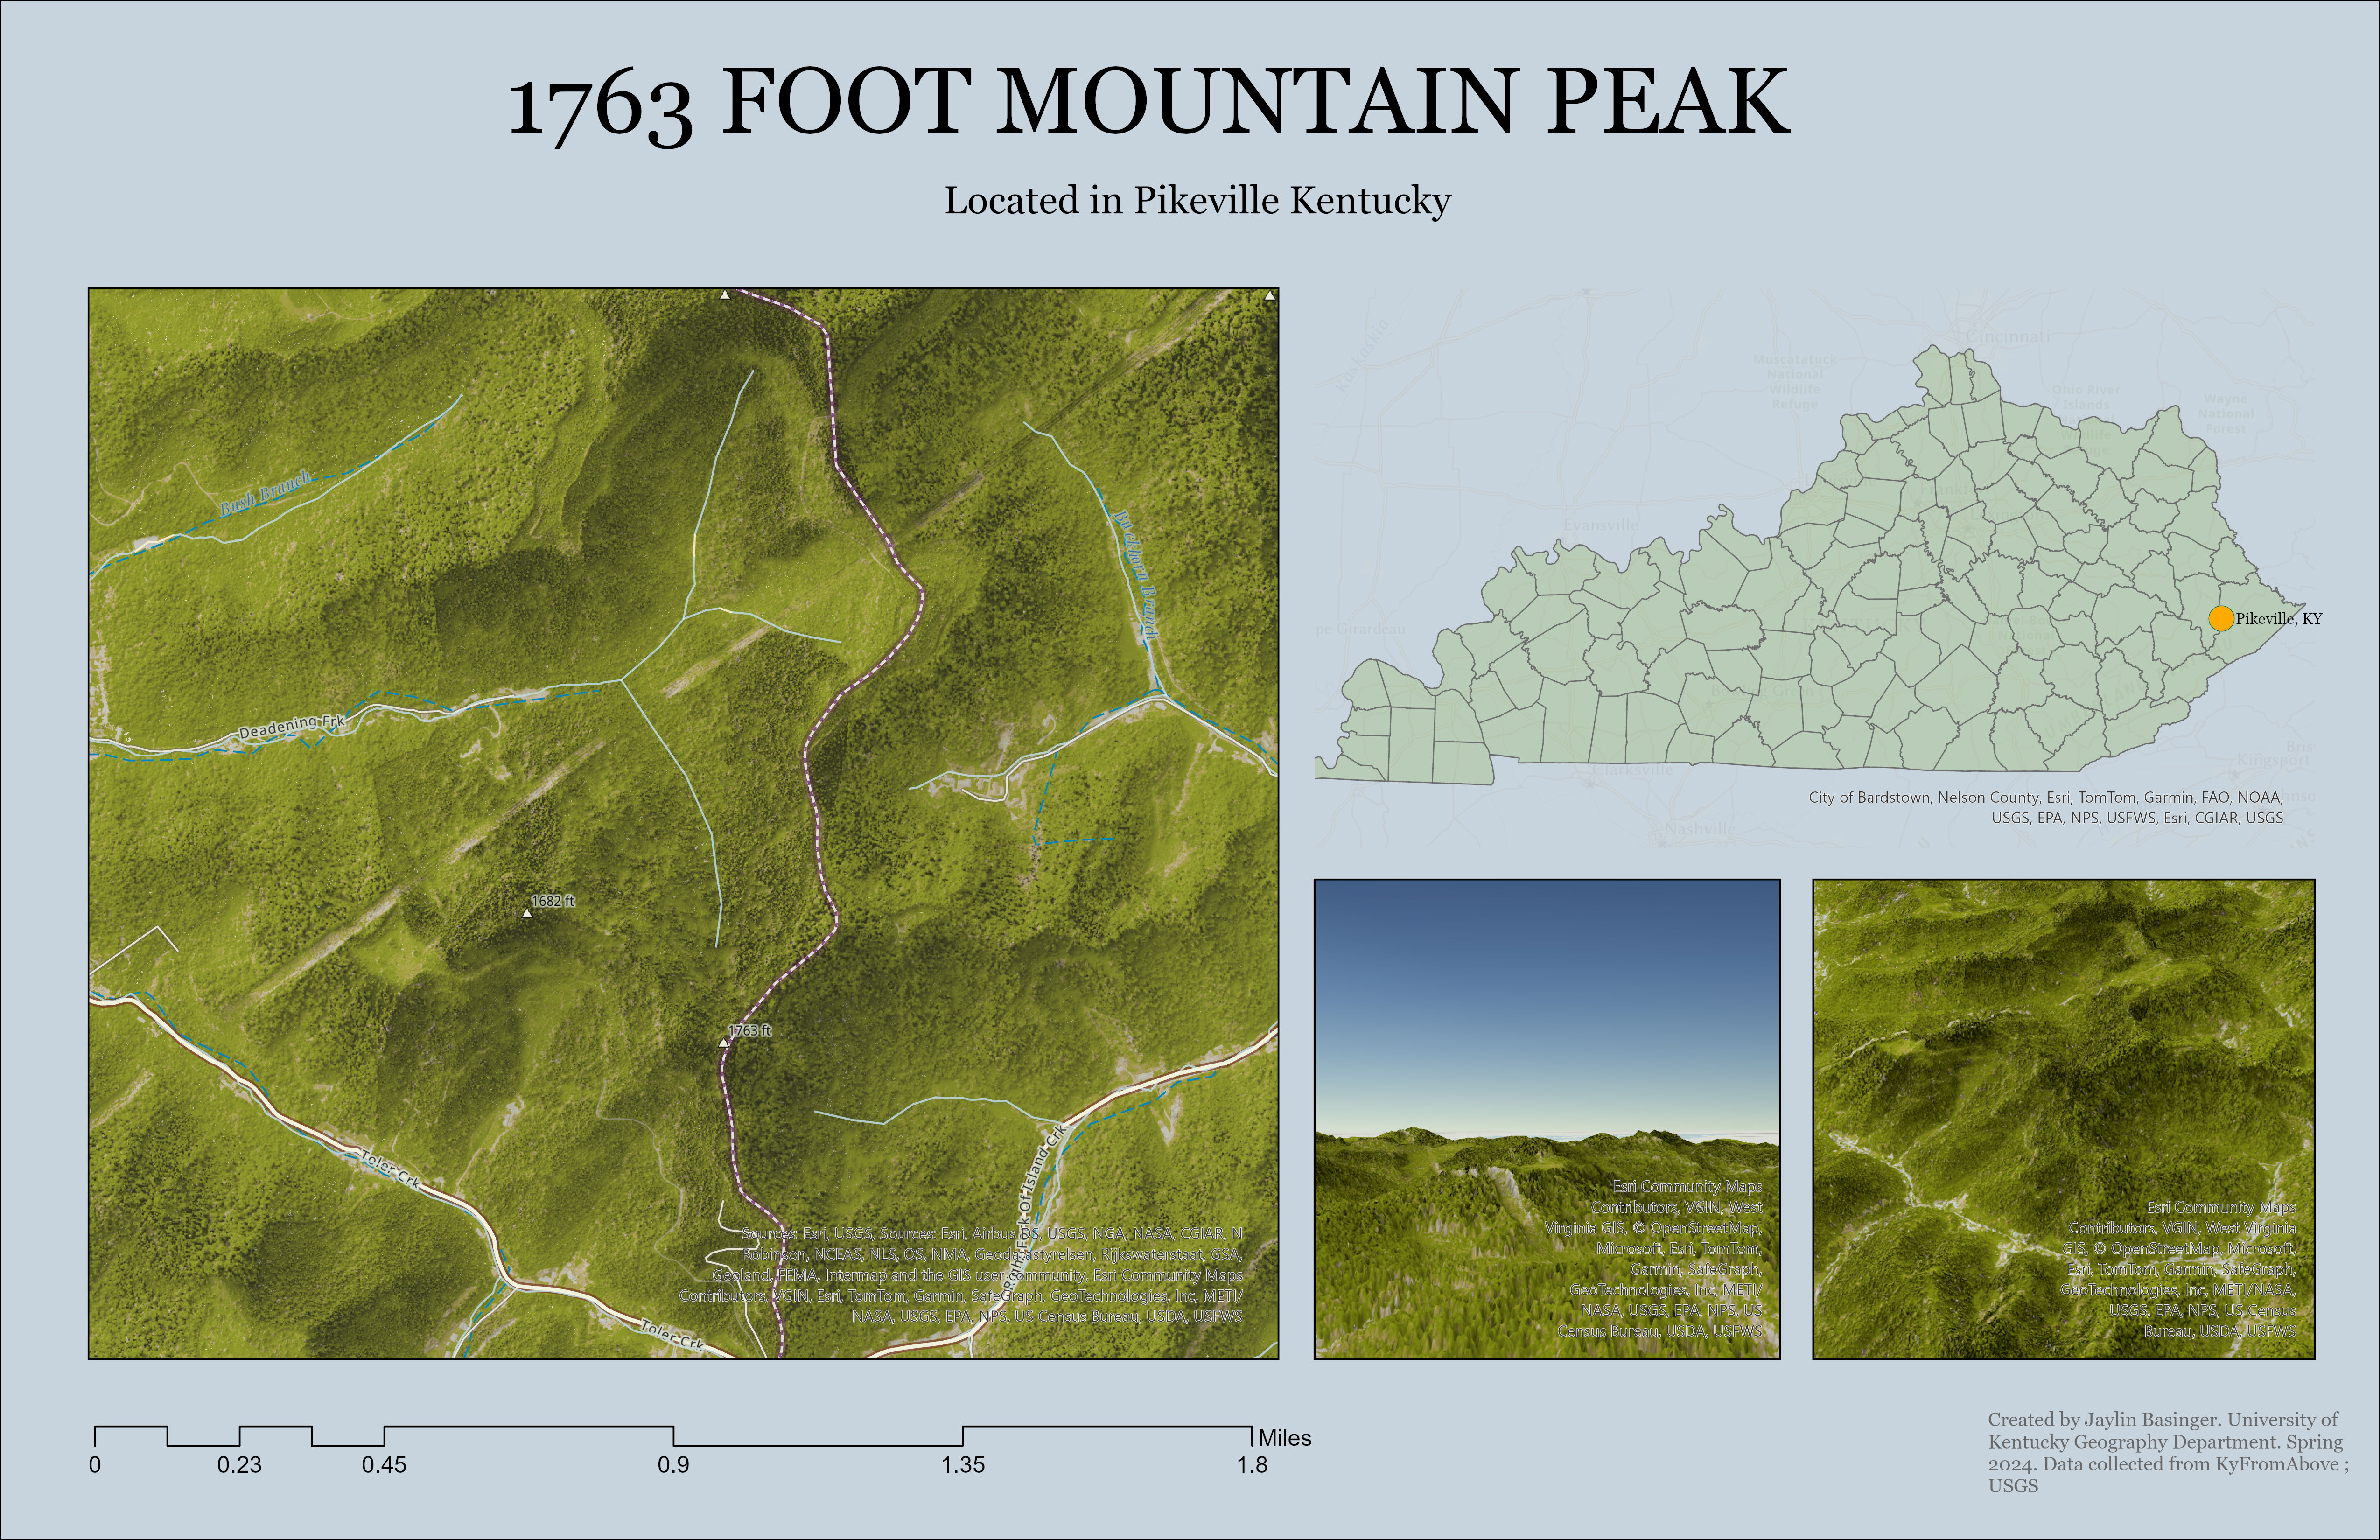 1763 FOOT MOUNTAIN PEAK
Located in Pikeville Kentucky
Bush Branch
Buckhorn Branch
Deadening Frk
1682 ft
1763 ft
Toler Crk
Toler Crk
Fork Of Island Crk
Sources: Esri, USGS, Sources: Esri, Airbus DS, USGS, NGA, NASA, CGIAR, N
Robinson, NCEAS, NLS, OS, NMA, Geodatastyrelsen, Rijkswaterstaat, GSA,
Geoland, FEMA, Intermap and the GIS user community, Esri Community Maps
Contributors, VGIN, Esri, TomTom, Garmin, SafeGraph, GeoTechnologies, Inc, METI/
NASA, USGS, EPA, NPS, US Census Bureau, USDA, USFWS
Kaskaskia
Cincinnati
Muscatatuck
National
Wildlife
Refuge
Ohio River
Islands
Wayne
National
Forest
Evansville
pe Girardeau
Pikeville, KY
Clarksville
Nashville
Bris
Kingsport
City of Bardstown, Nelson County, Esri, TomTom, Garmin, FAO, NOAA,
USGS, EPA, NPS, USFWS, Esri, CGIAR, USGS
Esri Community Maps
Contributors, VGIN, West
Virginia GIS, © OpenStreetMap,
Microsoft, Esri, TomTom,
Garmin, SafeGraph,
GeoTechnologies, Inc, METI/
NASA, USGS, EPA, NPS, US
Census Bureau, USDA, USFWS
Esri Community Maps
Contributors, VGIN, West Virginia
GIS, © OpenStreetMap, Microsoft,
Esri, TomTom, Garmin, SafeGraph,
GeoTechnologies, Inc, METI/NASA,
USGS, EPA, NPS, US Census
Bureau, USDA, USFWS
0 0.23 0.45 0.9 1.35 1.8 Miles
Created by Jaylin Basinger. University of
Kentucky Geography Department. Spring
2024. Data collected from KyFromAbove ;
USGS